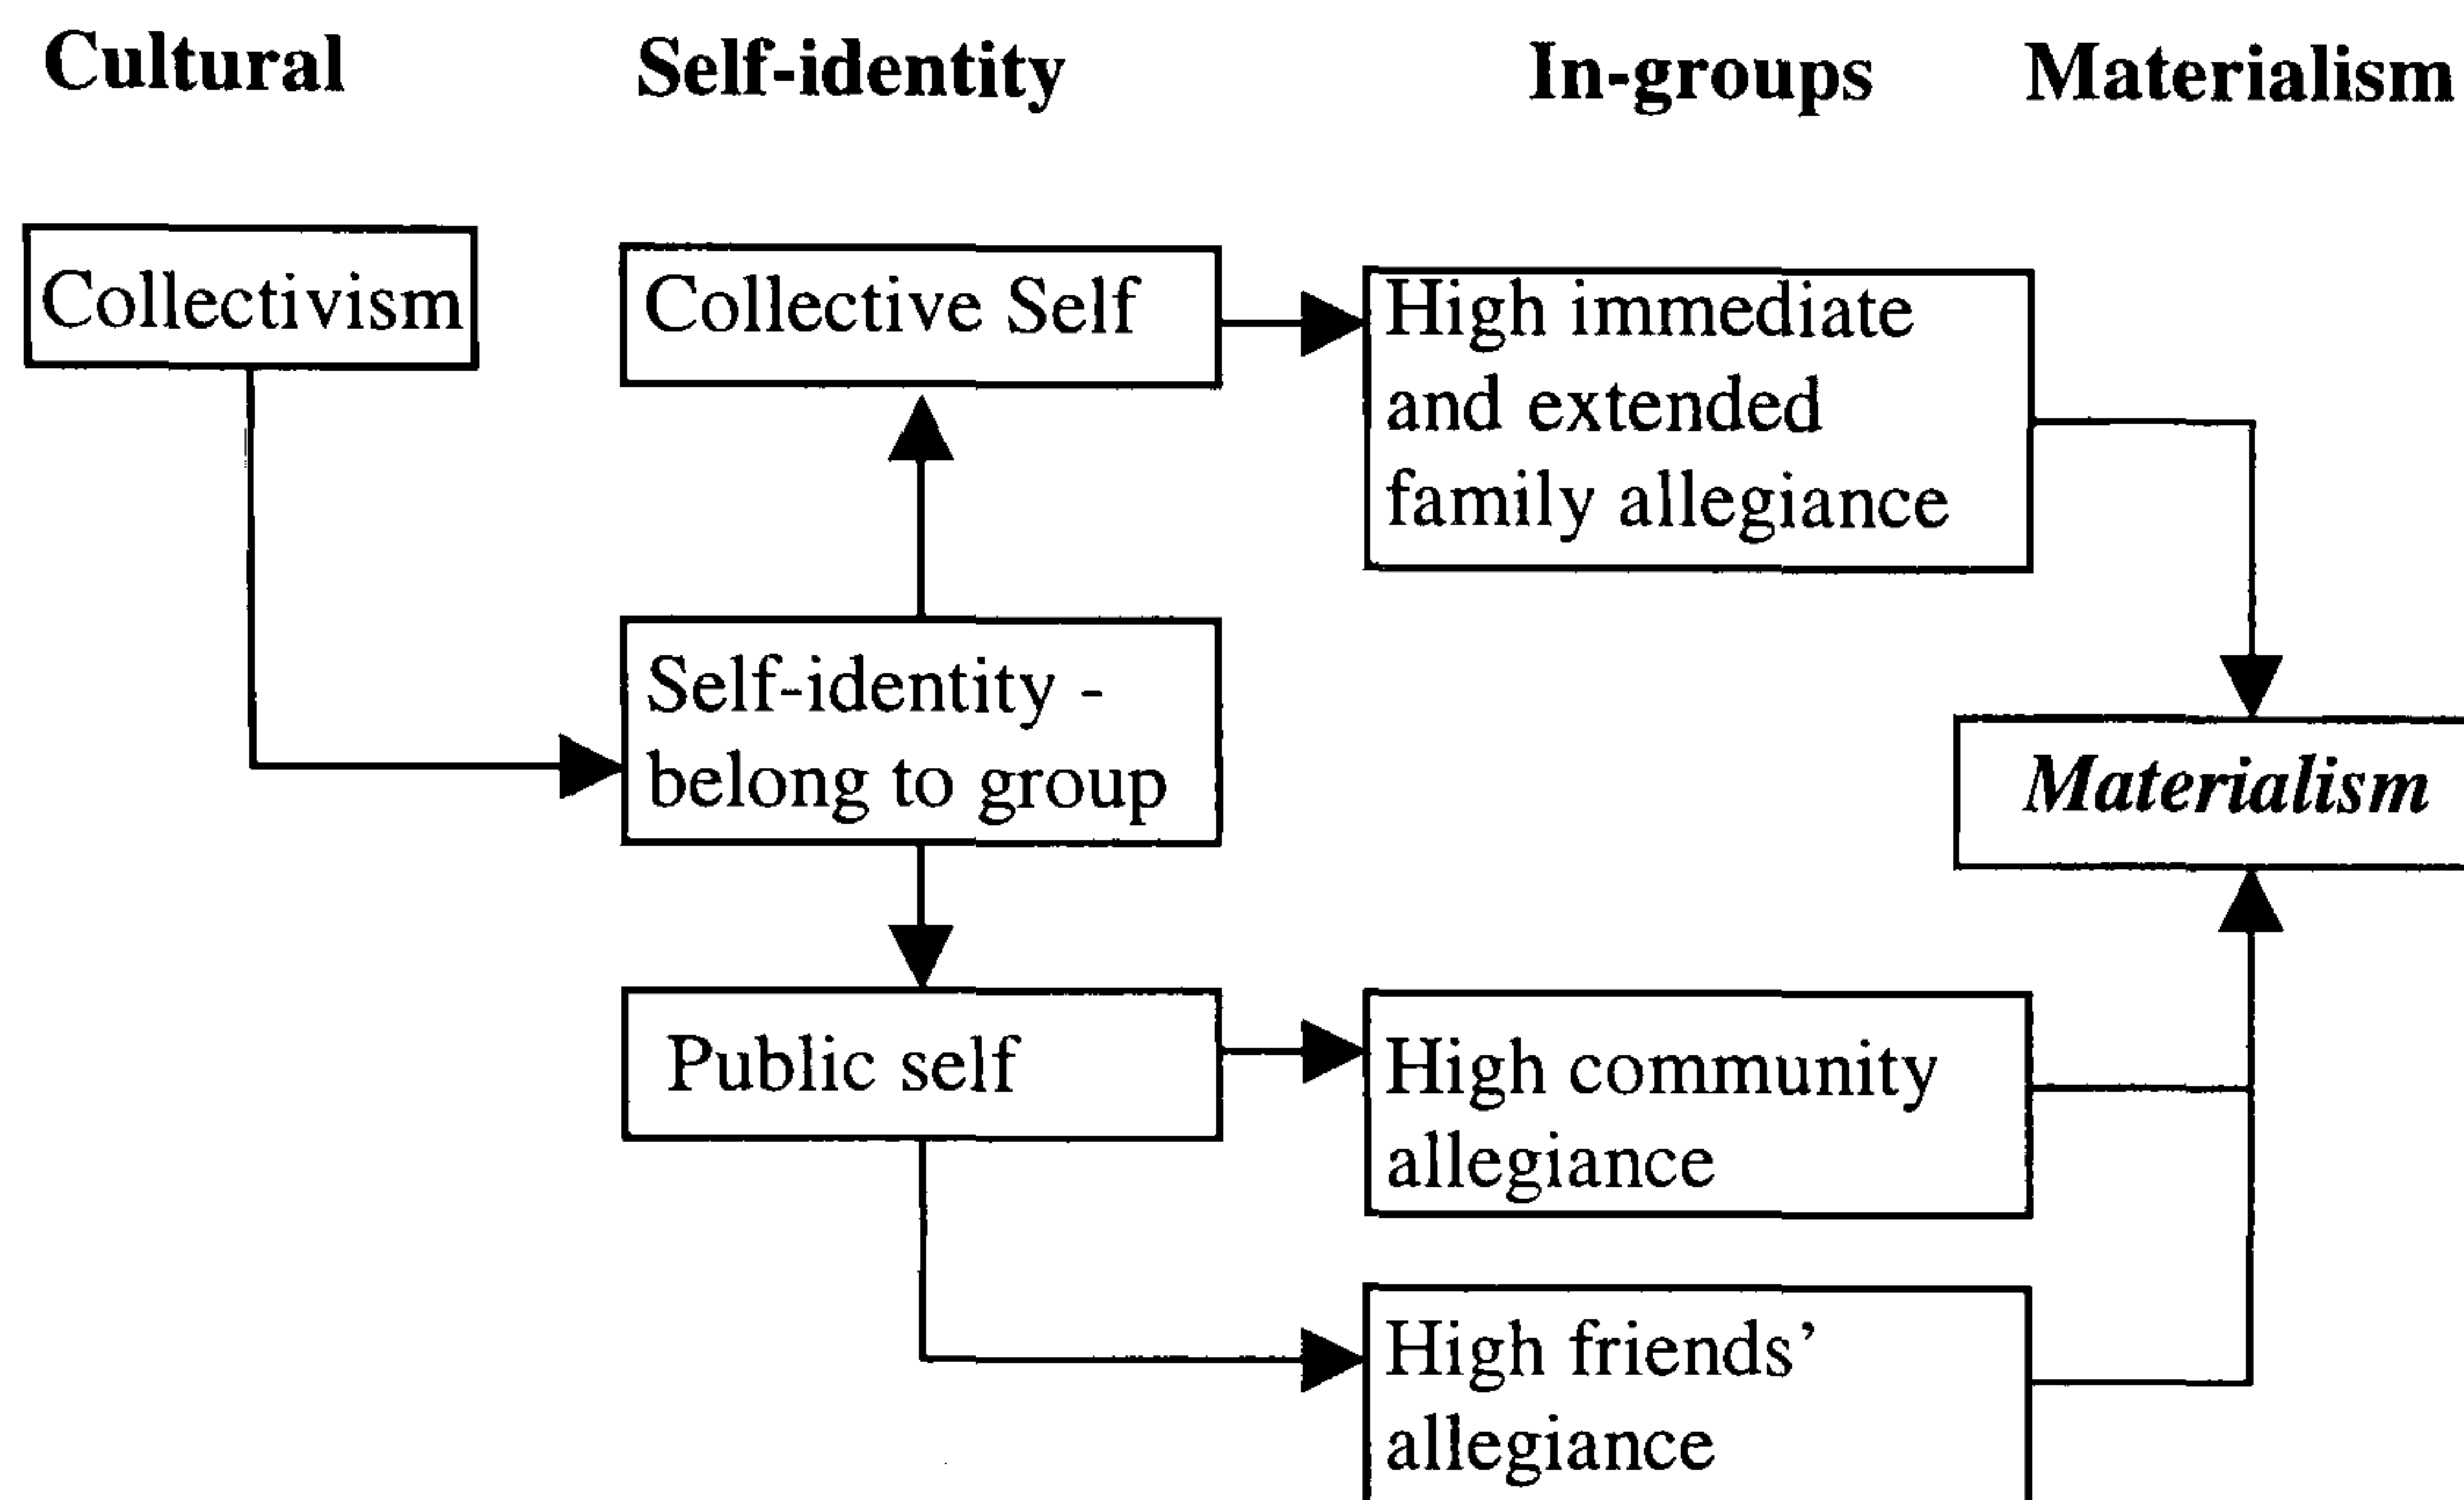 Cultural Self-identity In-groups Materialism
Collectivism
Collective Self
High immediate
and extended
family allegiance
Self-identity -
belong to group
Materialism
Public self
High community
allegiance
High friends’
allegiance